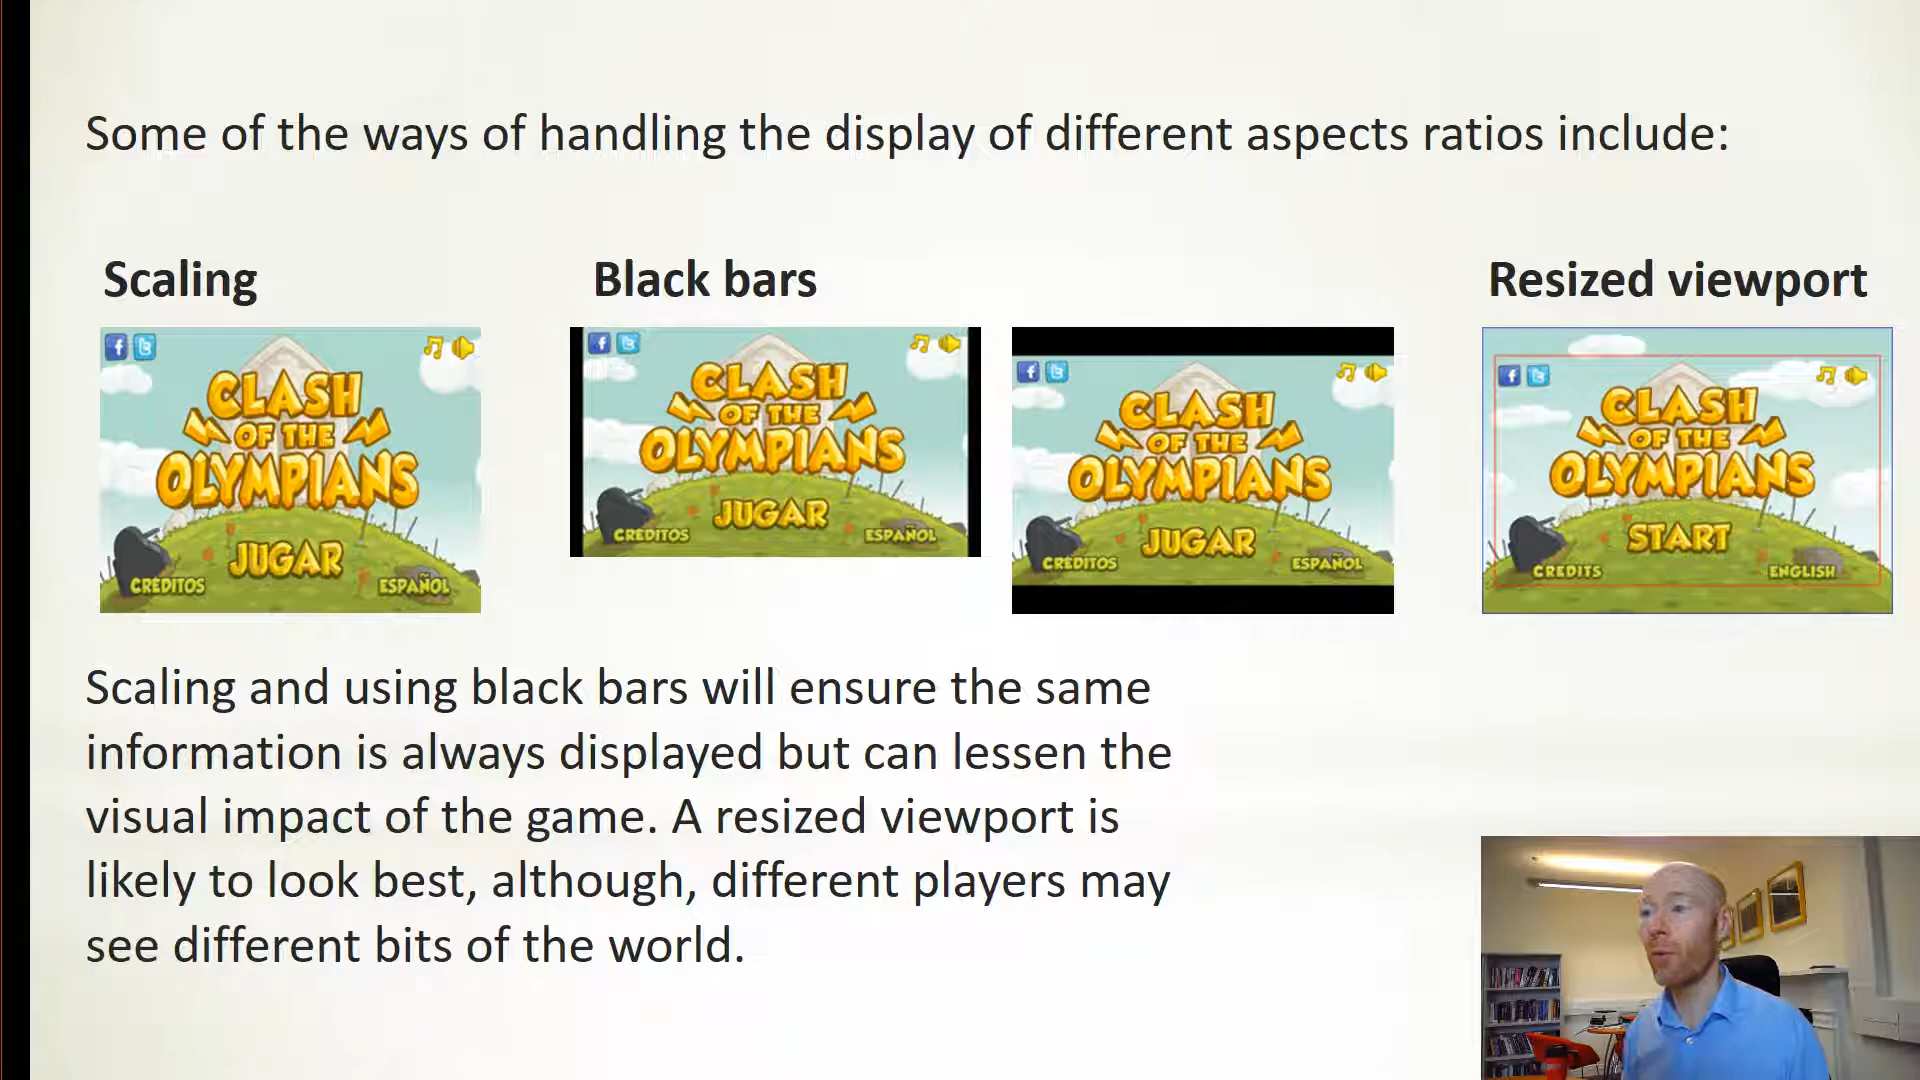 Some of the ways of handling the display of different aspects ratios include:
Scaling
Black bars
Resized viewport
CLASH
OF THE
OLYMPIANS
JUGAR
CRÉDITOS
ESPAÑOL
CLASH
OF THE
OLYMPIANS
JUGAR
CRÉDITOS
ESPAÑOL
CLASH
OF THE
OLYMPIANS
JUGAR
CRÉDITOS
ESPAÑOL
CLASH
OF THE
OLYMPIANS
START
CREDITS
ENGLISH
Scaling and using black bars will ensure the same
information is always displayed but can lessen the
visual impact of the game. A resized viewport is
likely to look best, although, different players may
see different bits of the world.